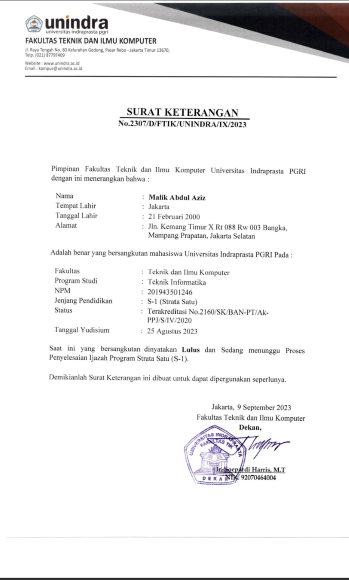 unindra
universitas indraprasta pgri
FAKULTAS TEKNIK DAN ILMU KOMPUTER
Jl. Raya Tengah No. 80 Kelurahan Gedong, Pasar Rebo - Jakarta Timur 13670,
Telp. (021) 87797409
Website : www.unindra.ac.id
Email : kampus@unindra.ac.id
SURAT KETERANGAN
No.2307/D/FTIK/UNINDRA/IX/2023
Pimpinan Fakultas Teknik dan Ilmu Komputer Universitas Indraprasta PGRI
dengan ini menerangkan bahwa :
Nama : Malik Abdul Aziz
Tempat Lahir : Jakarta
Tanggal Lahir : 21 Februari 2000
Alamat : Jln. Kemang Timur X Rt 088 Rw 003 Bangka,
Mampang Prapatan, Jakarta Selatan
Adalah benar yang bersangkutan mahasiswa Universitas Indraprasta PGRI Pada :
Fakultas : Teknik dan Ilmu Komputer
Program Studi : Teknik Informatika
NPM : 201943501246
Jenjang Pendidikan : S-1 (Strata Satu)
Status : Terakreditasi No.2160/SK/BAN-PT/Ak-
PPJ/S/IV/2020
Tanggal Yudisium : 25 Agustus 2023
Saat ini yang bersangkutan dinyatakan Lulus dan Sedang menunggu Proses
Penyelesaian Ijazah Program Strata Satu (S-1).
Demikianlah Surat Keterangan ini dibuat untuk dapat dipergunakan seperlunya.
Jakarta, 9 September 2023
Fakultas Teknik dan Ilmu Komputer
Dekan,
UNIVERSITAS INDRAPRASTA
DEKAN
Harris, M.T
NIK. 92070464004